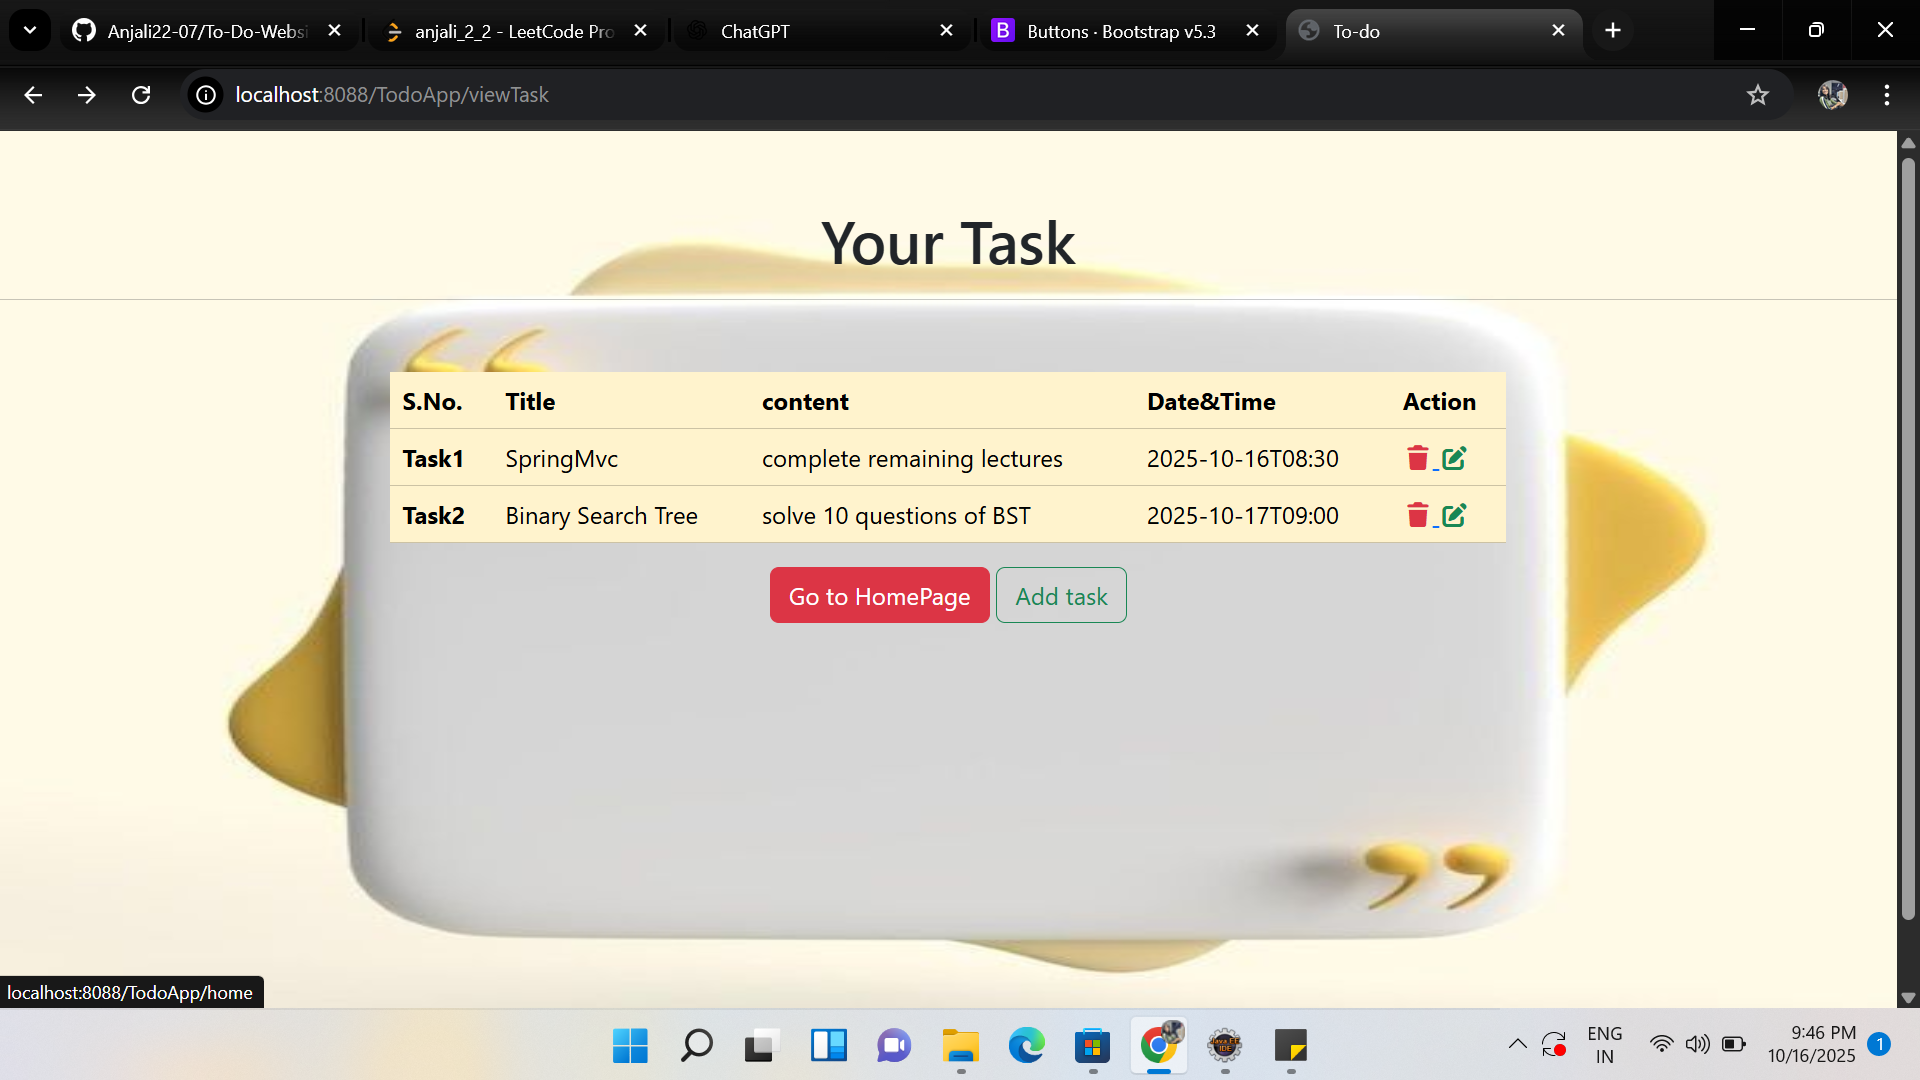 Anjali22-07/To-Do-Websi
anjali_2_2 - LeetCode Pro
ChatGPT
B Buttons · Bootstrap v5.3
To-do
localhost:8088/TodoApp/viewTask
Your Task
S.No. Title content Date&Time Action
Task1 SpringMvc complete remaining lectures 2025-10-16T08:30
Task2 Binary Search Tree solve 10 questions of BST 2025-10-17T09:00
Go to HomePage Add task
localhost:8088/TodoApp/home
Java EE
IDE
ENG
IN
9:46 PM
10/16/2025
1